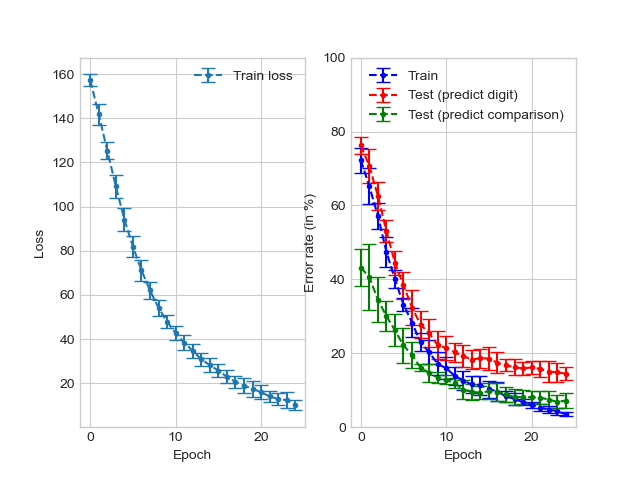 Train loss
160
140
120
100
80
60
40
20
0
10
20
Loss
Epoch
Train
Test (predict digit)
Test (predict comparison)
100
80
60
40
20
0
0
10
20
Error rate (in %)
Epoch